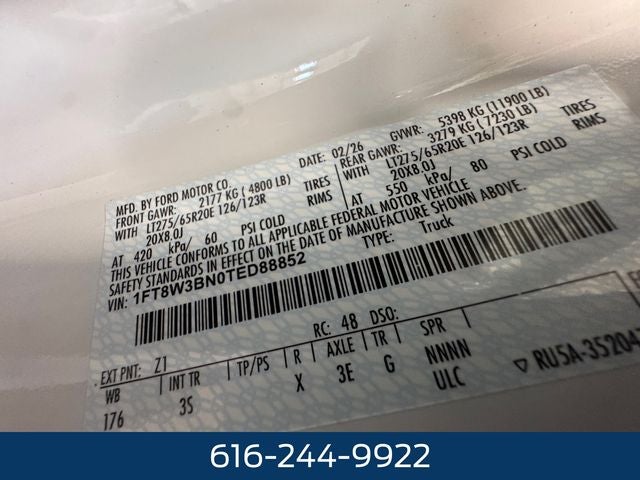 MFD. BY FORD MOTOR CO. DATE: 02/26 GVWR: 5398 KG (11900 LB)
FRONT GAWR: 2177 KG (4800 LB) REAR GAWR: 3279 KG (7230 LB)
WITH LT275/65R20E 126/123R TIRES WITH LT275/65R20E 126/123R TIRES
20X8.0J RIMS 20X8.0J RIMS
AT 420 kPa/ 60 PSI COLD AT 550 kPa/ 80 PSI COLD
THIS VEHICLE CONFORMS TO ALL APPLICABLE FEDERAL MOTOR VEHICLE
SAFETY STANDARDS IN EFFECT ON THE DATE OF MANUFACTURE SHOWN ABOVE.
VIN: 1FT8W3BN0TED88852 TYPE: Truck
EXT PNT: Z1 RC: 48 DSO:
WB INT TR TP/PS R AXLE TR SPR
176 3S X 3E G NNNN
ULC
RU5A-35204
616-244-9922